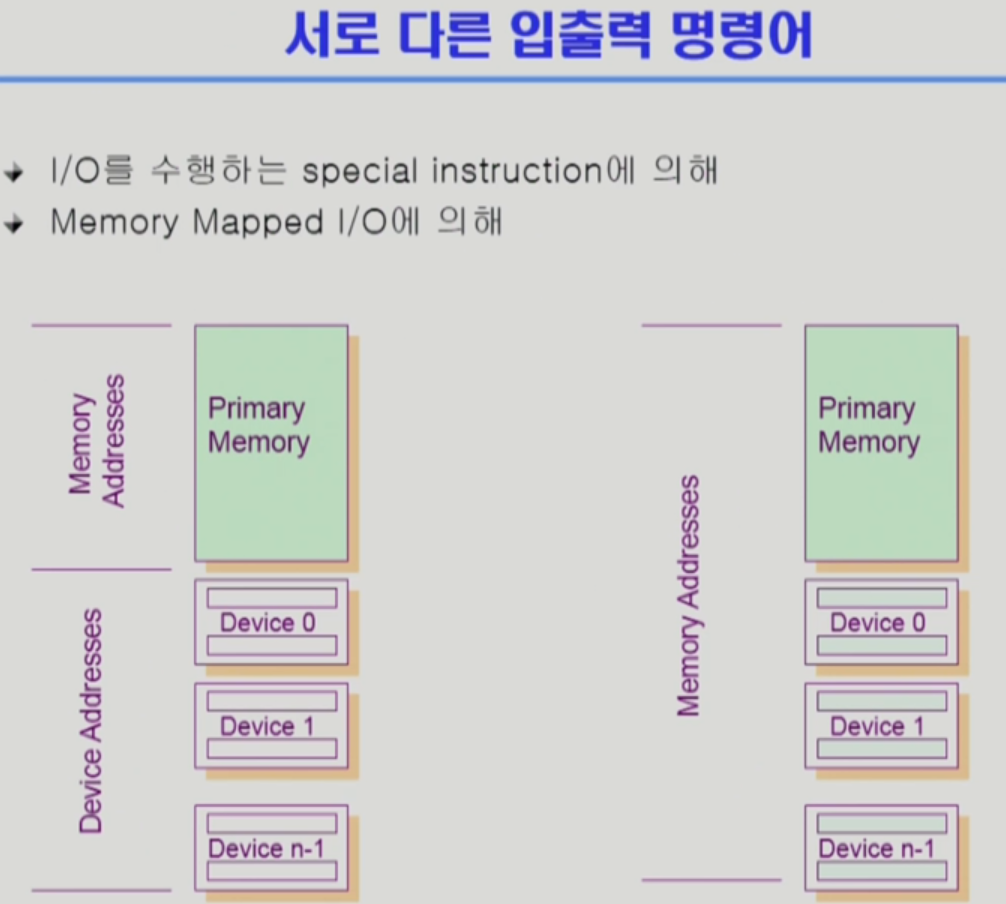 서로 다른 입출력 명령어
I/O를 수행하는 special instruction에 의해
Memory Mapped I/O에 의해
Memory
Addresses
Primary
Memory
Device Addresses
Device 0
Device 1
Device n-1
Memory Addresses
Primary
Memory
Device 0
Device 1
Device n-1